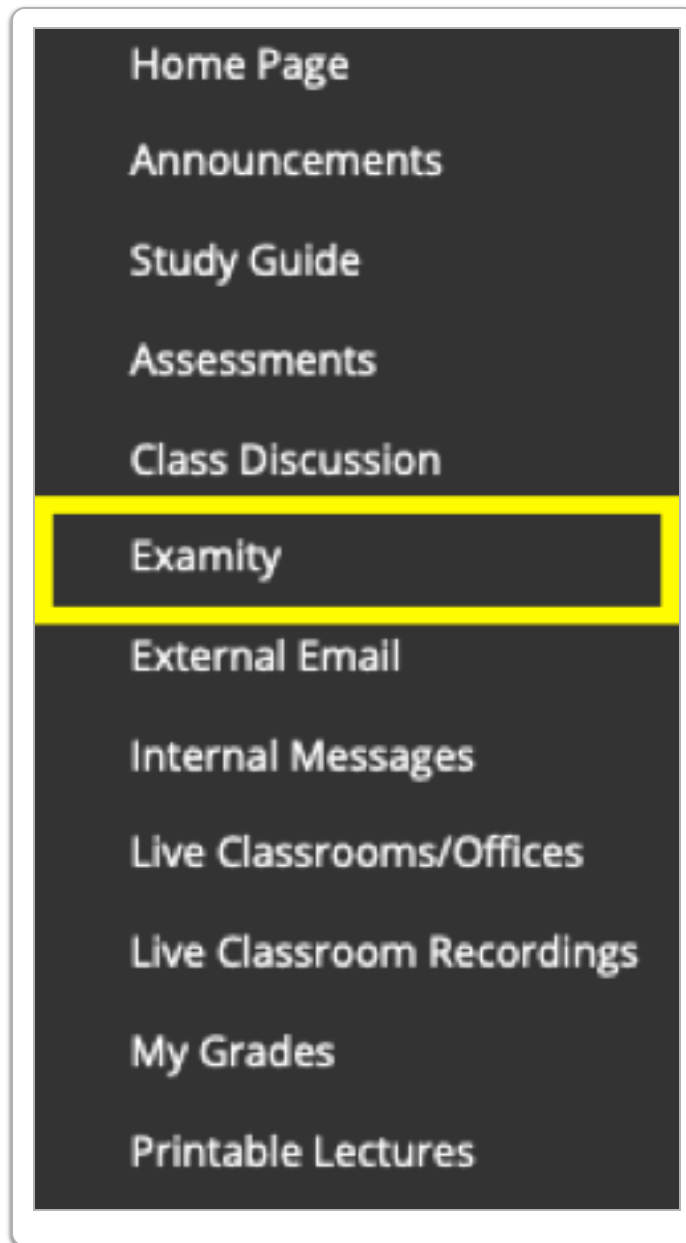 Home Page
Announcements
Study Guide
Assessments
Class Discussion
Examity
External Email
Internal Messages
Live Classrooms/Offices
Live Classroom Recordings
My Grades
Printable Lectures